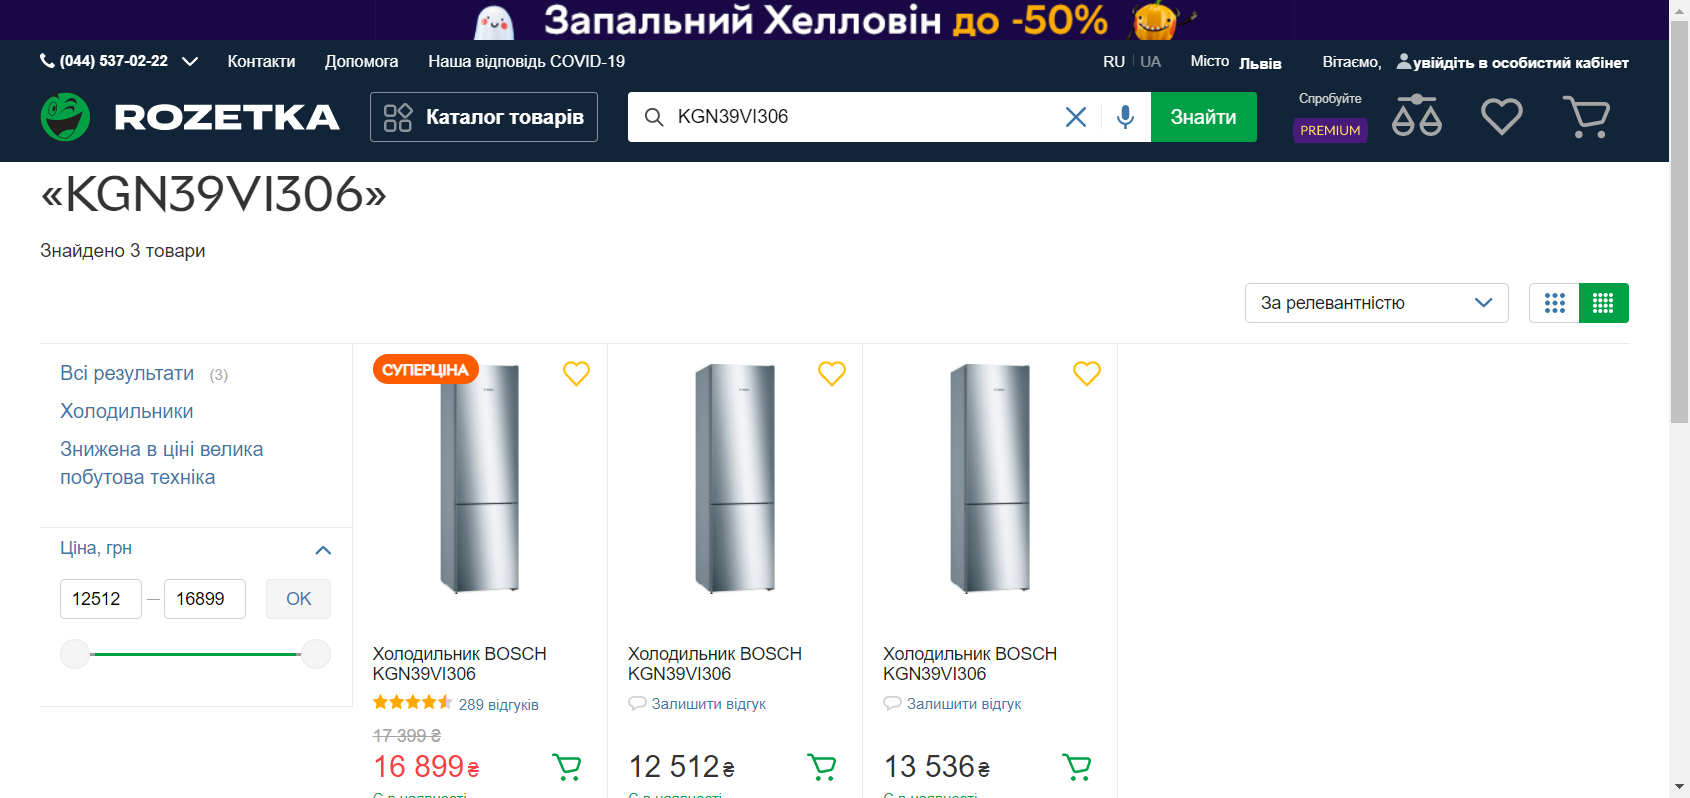 Запальний Хелловін до -50%
(044) 537-02-22 Контакти Допомога Наша відповідь COVID-19 RU UA Місто Львів Вітаємо, увійдіть в особистий кабінет
ROZETKA Каталог товарів KGN39VI306 Знайти Спробуйте
PREMIUM
«KGN39VI306»
Знайдено 3 товари
За релевантністю
Всі результати (3)
Холодильники
Знижена в ціні велика
побутова техніка
Ціна, грн
12512 — 16899 OK
СУПЕРЦІНА
Холодильник BOSCH
KGN39VI306
289 відгуків
17 399 ₴
16 899 ₴
Є в наявності
Холодильник BOSCH
KGN39VI306
Залишити відгук
12 512 ₴
Є в наявності
Холодильник BOSCH
KGN39VI306
Залишити відгук
13 536 ₴
Є в наявності